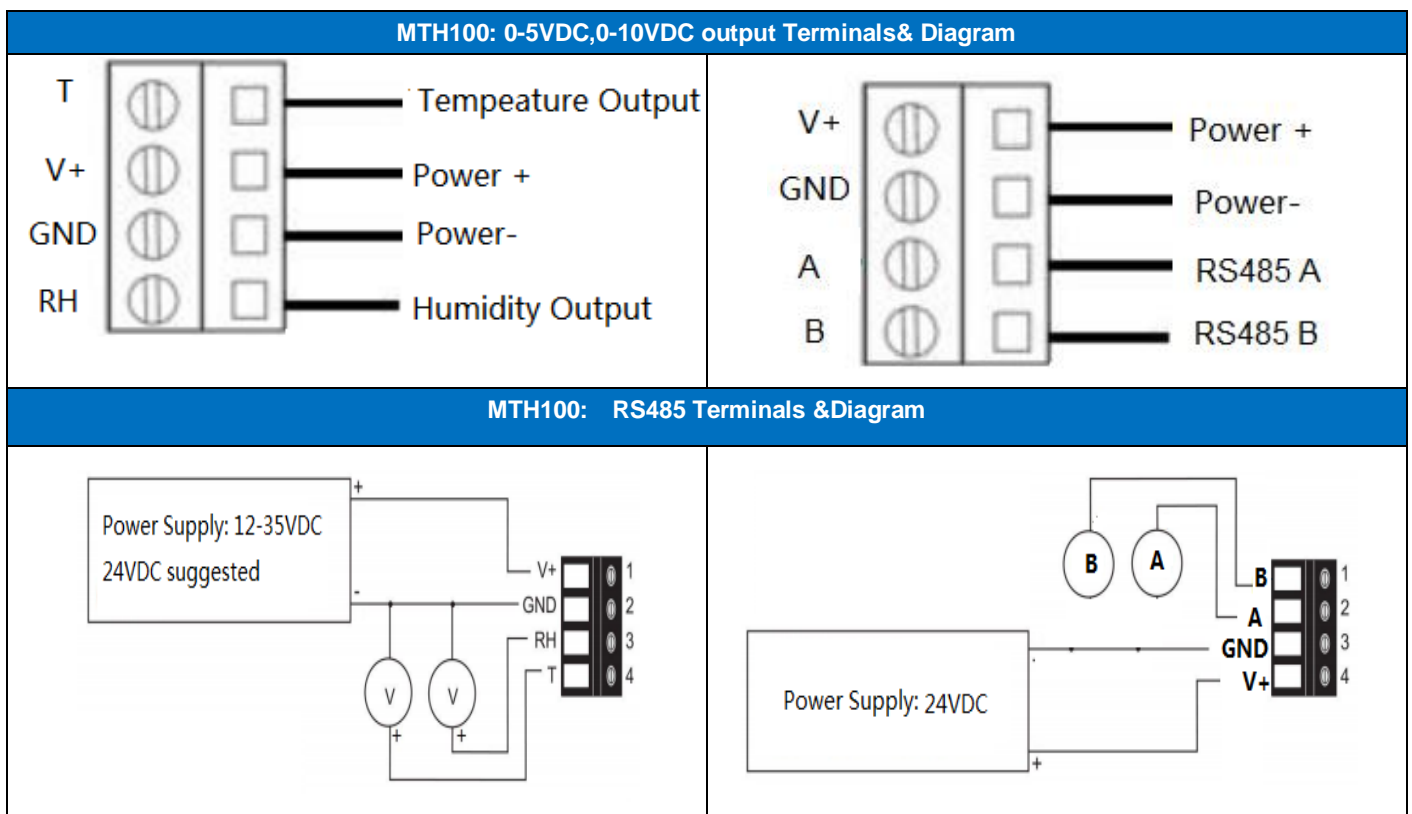 MTH100: 0-5VDC,0-10VDC output Terminals& Diagram
T
Tempeature Output
V+
Power +
GND
Power-
RH
Humidity Output
V+
Power +
GND
Power-
A
RS485 A
B
RS485 B
MTH100: RS485 Terminals &Diagram
Power Supply: 12-35VDC
24VDC suggested
+
-
V+ 1
GND 2
RH 3
T 4
V
V
+
+
B
A
B 1
A 2
GND 3
V+ 4
Power Supply: 24VDC
-
+